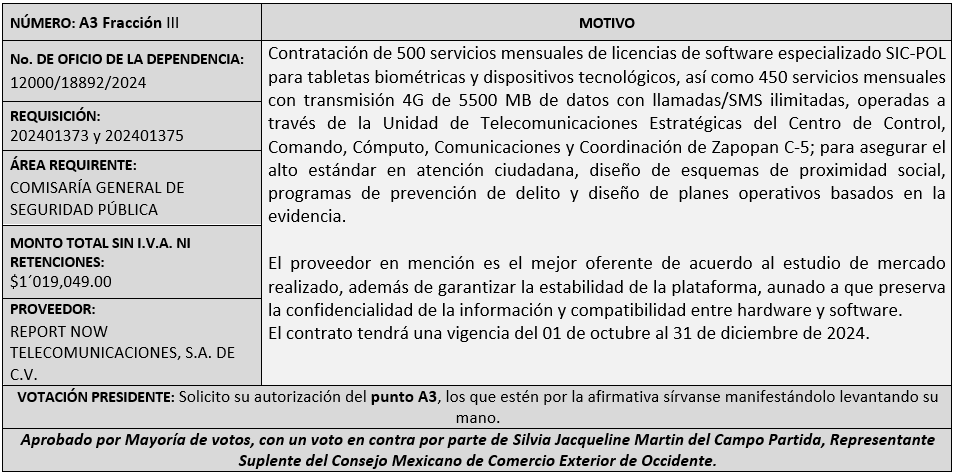 NÚMERO: A3 Fracción III
No. DE OFICIO DE LA DEPENDENCIA:
12000/18892/2024
REQUISICIÓN:
202401373 y 202401375
ÁREA REQUIRENTE:
COMISARÍA GENERAL DE
SEGURIDAD PÚBLICA
MONTO TOTAL SIN I.V.A. NI
RETENCIONES:
$1´019,049.00
PROVEEDOR:
REPORT NOW
TELECOMUNICACIONES, S.A. DE
C.V.
MOTIVO
Contratación de 500 servicios mensuales de licencias de software especializado SIC-POL
para tabletas biométricas y dispositivos tecnológicos, así como 450 servicios mensuales
con transmisión 4G de 5500 MB de datos con llamadas/SMS ilimitadas, operadas a
través de la Unidad de Telecomunicaciones Estratégicas del Centro de Control,
Comando, Cómputo, Comunicaciones y Coordinación de Zapopan C-5; para asegurar el
alto estándar en atención ciudadana, diseño de esquemas de proximidad social,
programas de prevención de delito y diseño de planes operativos basados en la
evidencia.
El proveedor en mención es el mejor oferente de acuerdo al estudio de mercado
realizado, además de garantizar la estabilidad de la plataforma, aunado a que preserva
la confidencialidad de la información y compatibilidad entre hardware y software.
El contrato tendrá una vigencia del 01 de octubre al 31 de diciembre de 2024.
VOTACIÓN PRESIDENTE: Solicito su autorización del punto A3, los que estén por la afirmativa sírvanse manifestándolo levantando su
mano.
Aprobado por Mayoría de votos, con un voto en contra por parte de Silvia Jacqueline Martin del Campo Partida, Representante
Suplente del Consejo Mexicano de Comercio Exterior de Occidente.